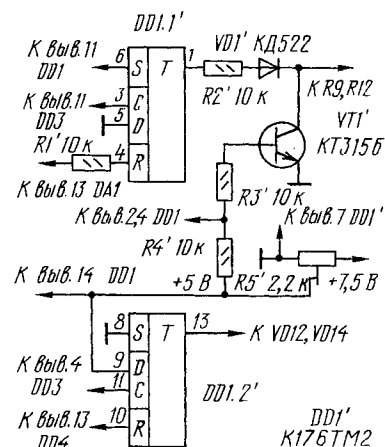 DD1.1'
К выв.11
DD1
6
S
T
1
VD1' КД522
R2' 10 к
К R9, R12
К выв.11
DD3
3
C
5
D
VT1'
КТ315Б
R1' 10к
4
R
К выв.13 DA1
R3' 10к
К выв.2,4 DD1
К выв.7 DD1'
R4' 10к
К выв.14 DD1
+5 В
R5' 2,2 к
+7,5 В
8
S
T
13
К VD12, VD14
9
D
К выв.4
DD3
11
C
DD1.2'
К выв.13
DD4
10
R
DD1'
К176ТМ2